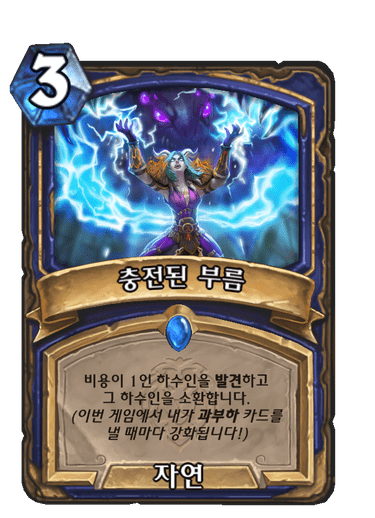 3
충전된 부름
비용이 1인 하수인을 발견하고
그 하수인을 소환합니다.
(이번 게임에서 내가 과부하 카드를
낼 때마다 강화됩니다!)
자연